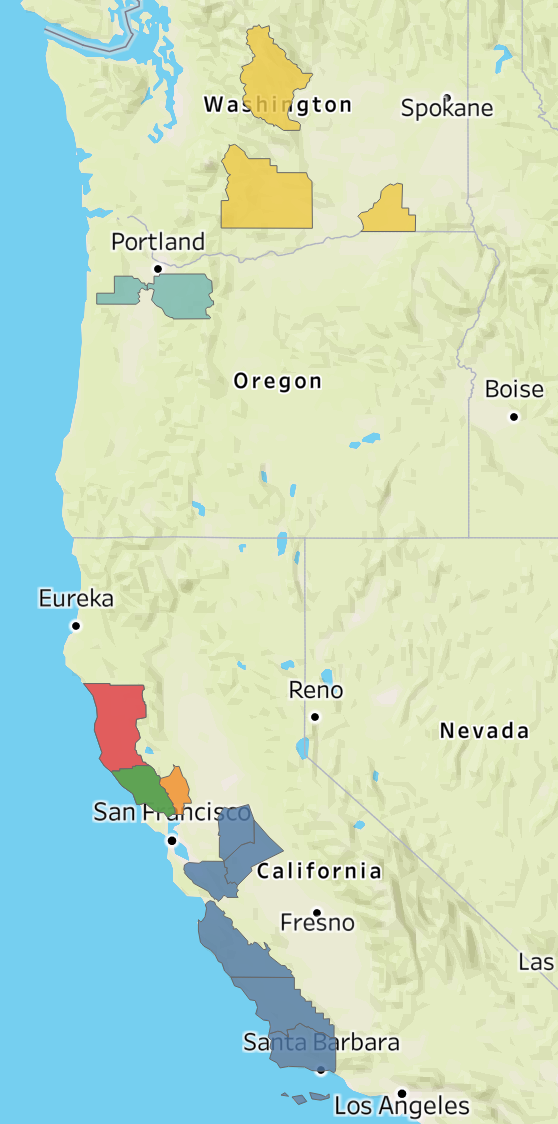 Washington
Spokane
Portland
Oregon
Boise
Eureka
Reno
Nevada
San Francisco
California
Fresno
Las
Santa Barbara
Los Angeles